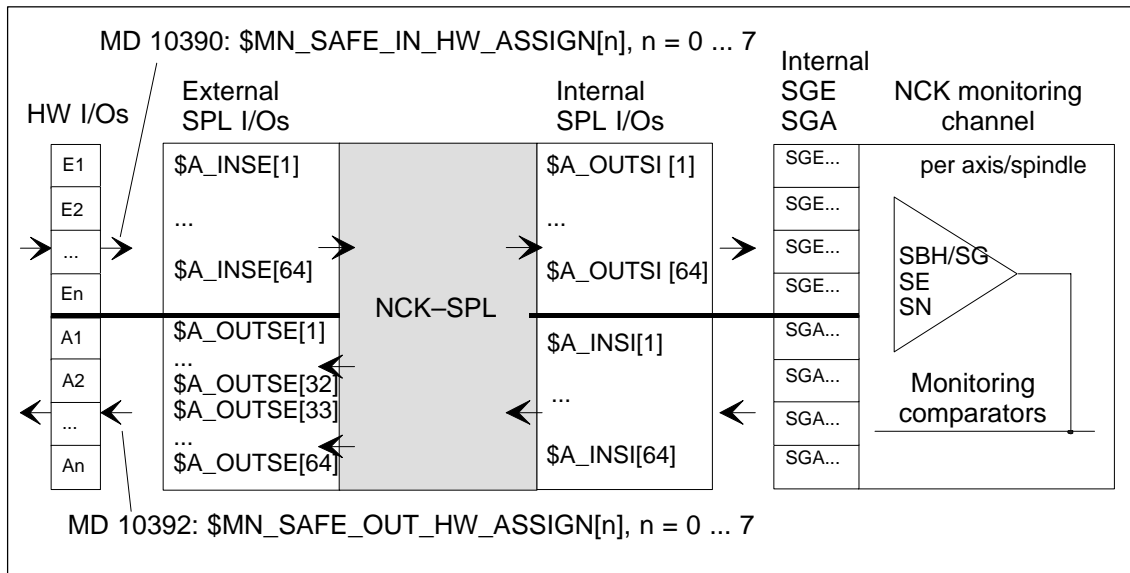 MD 10390: $MN_SAFE_IN_HW_ASSIGN[n], n = 0 ... 7
HW I/Os
External
SPL I/Os
Internal
SPL I/Os
Internal
SGE
SGA
NCK monitoring
channel
E1
E2
...
En
A1
A2
...
An
$A_INSE[1]
...
$A_INSE[64]
$A_OUTSE[1]
...
$A_OUTSE[32]
$A_OUTSE[33]
...
$A_OUTSE[64]
NCK–SPL
$A_OUTSI [1]
...
$A_OUTSI [64]
$A_INSI[1]
...
$A_INSI[64]
SGE...
SGE...
SGE...
SGE...
SGA...
SGA...
SGA...
SGA...
per axis/spindle
SBH/SG
SE
SN
Monitoring
comparators
MD 10392: $MN_SAFE_OUT_HW_ASSIGN[n], n = 0 ... 7